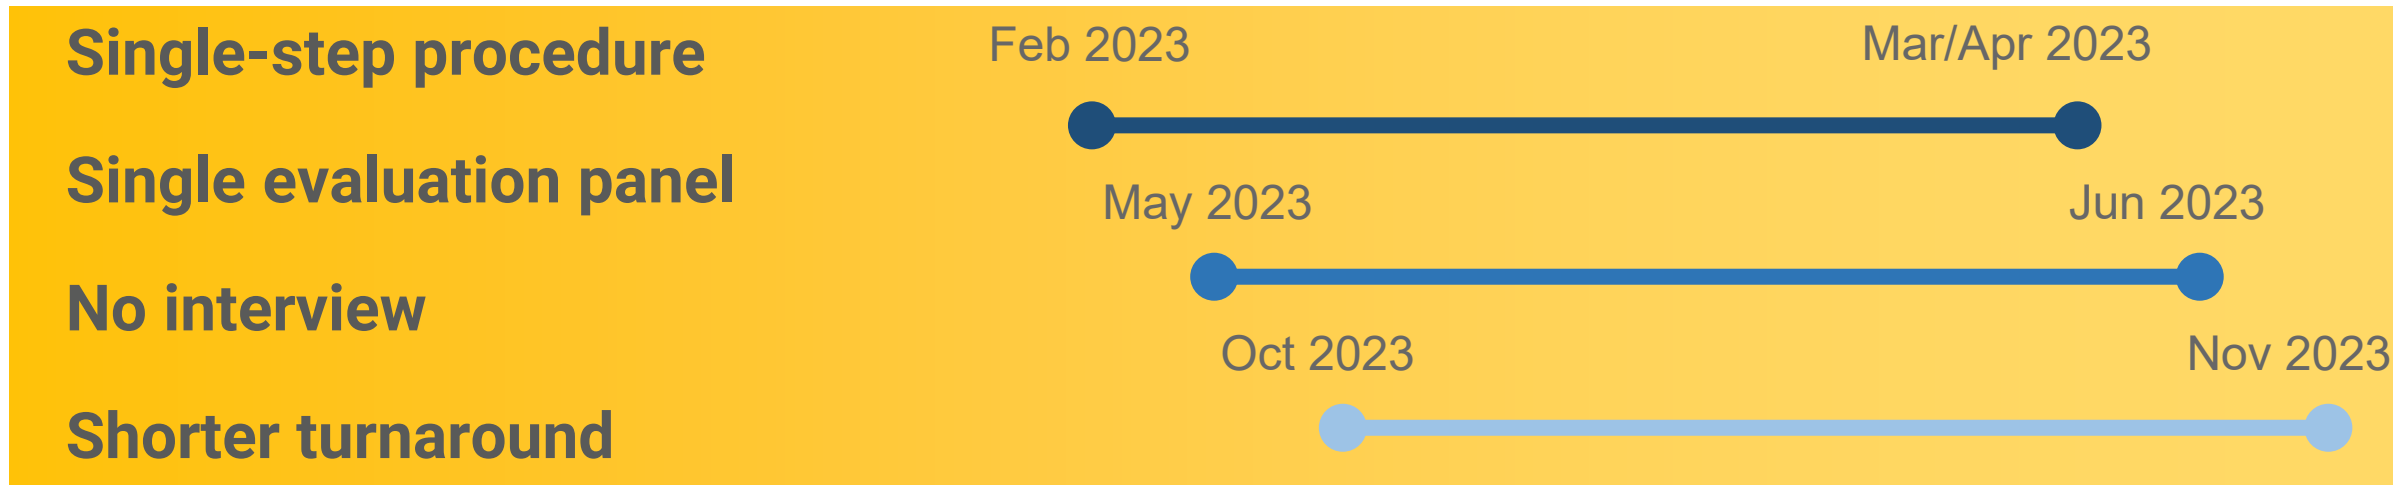 Single-step procedure
Feb 2023
Mar/Apr 2023
Single evaluation panel
May 2023
Jun 2023
No interview
Oct 2023
Nov 2023
Shorter turnaround